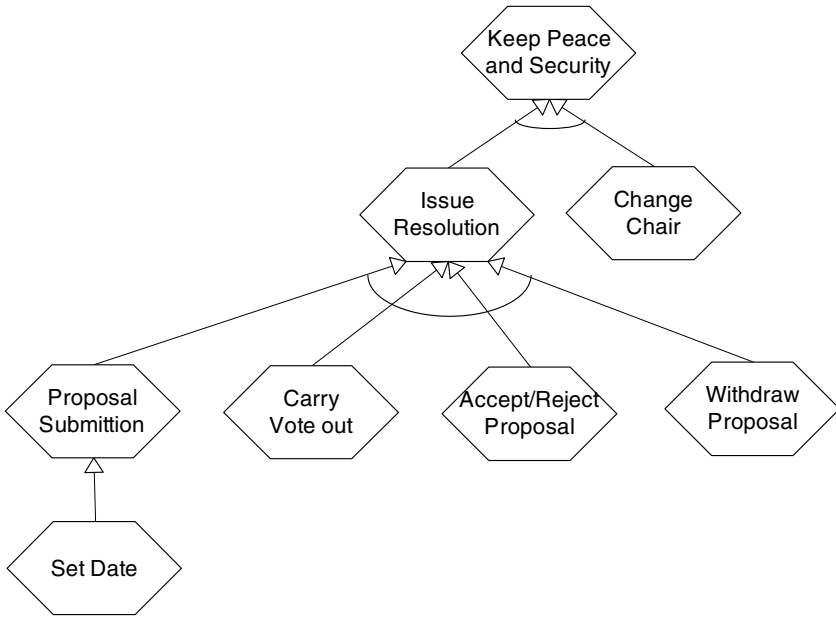 Keep Peace
and Security
Issue
Resolution
Change
Chair
Proposal
Submittion
Carry
Vote out
Accept/Reject
Proposal
Withdraw
Proposal
Set Date